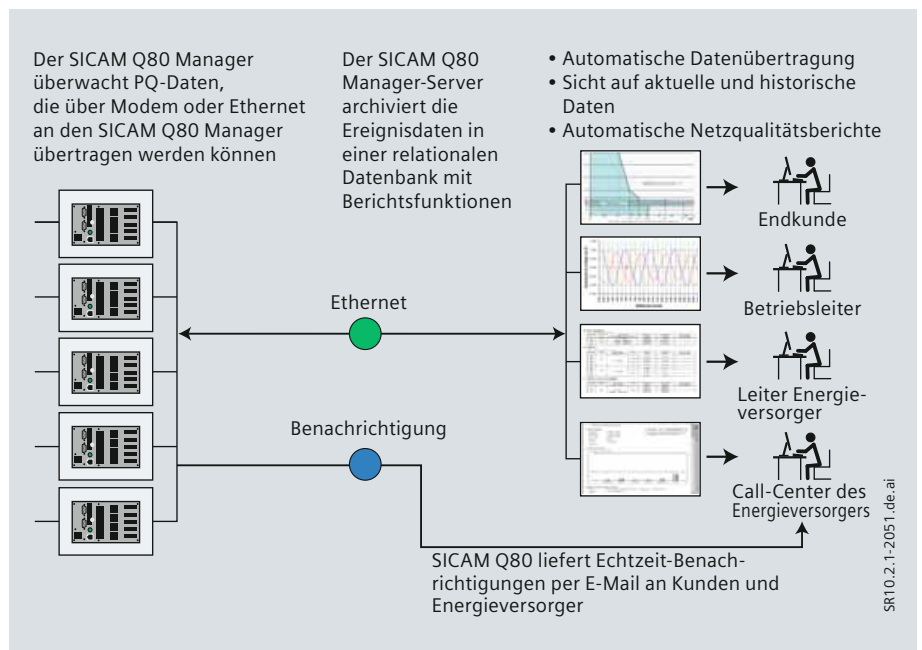 Der SICAM Q80 Manager
überwacht PQ-Daten,
die über Modem oder Ethernet
an den SICAM Q80 Manager
übertragen werden können
Der SICAM Q80
Manager-Server
archiviert die
Ereignisdaten in
einer relationalen
Datenbank mit
Berichtsfunktionen
• Automatische Datenübertragung
• Sicht auf aktuelle und historische
Daten
• Automatische Netzqualitätsberichte
Endkunde
Ethernet
Betriebsleiter
Leiter Energie-
versorger
Benachrichtigung
Call-Center des
Energieversorgers
SICAM Q80 liefert Echtzeit-Benach-
richtigungen per E-Mail an Kunden und
Energieversorger
SR10.2.1-2051.de.ai